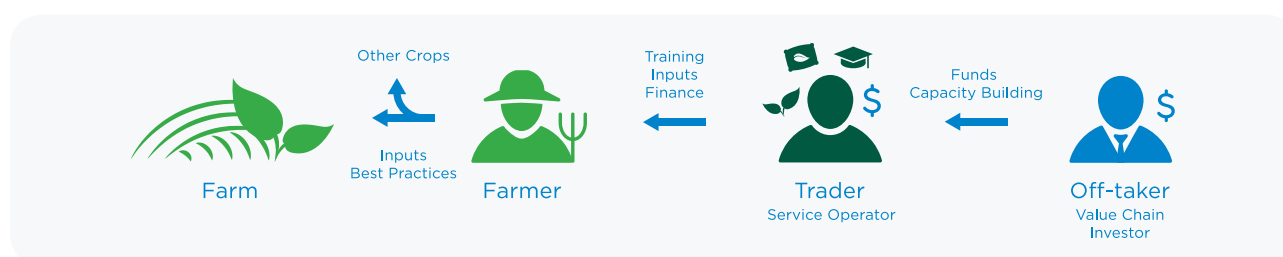 Other Crops
Inputs
Best Practices
Farm
Farmer
Training
Inputs
Finance
Trader
Service Operator
$
Funds
Capacity Building
Off-taker
Value Chain
Investor
$